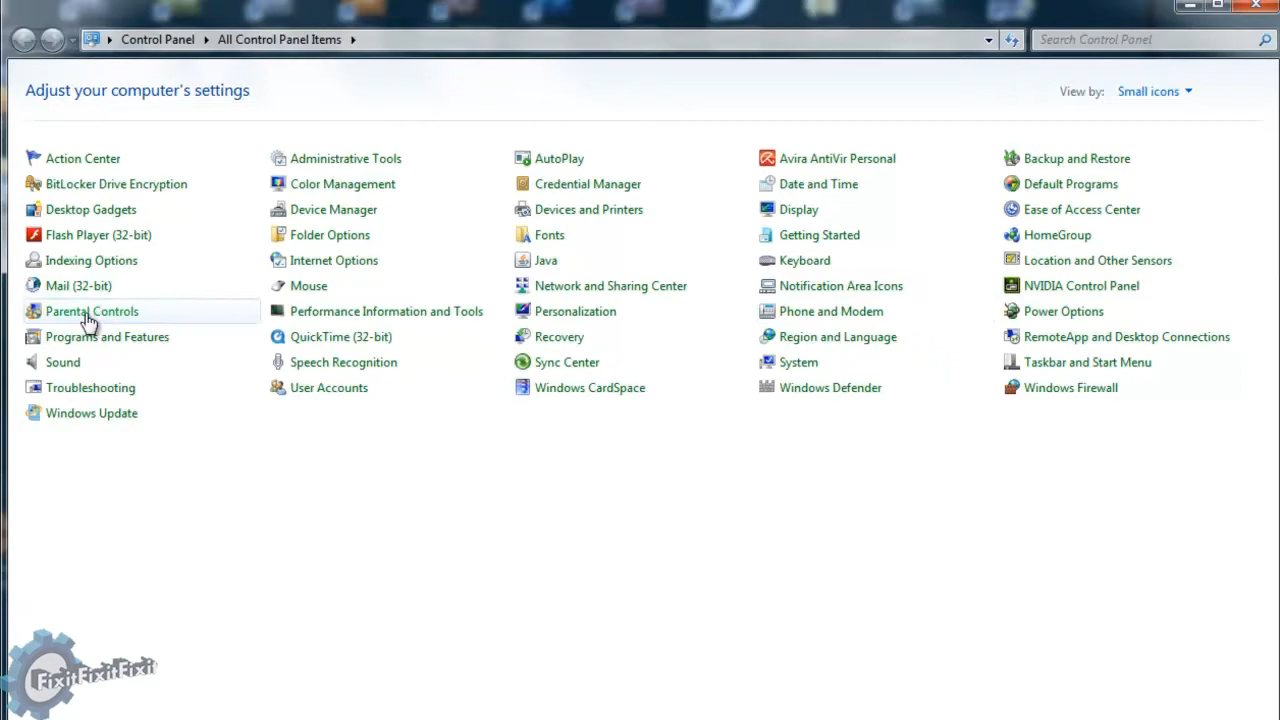 Control Panel All Control Panel Items
Search Control Panel
Adjust your computer's settings
View by: Small icons
Action Center Administrative Tools AutoPlay Avira AntiVir Personal Backup and Restore
BitLocker Drive Encryption Color Management Credential Manager Date and Time Default Programs
Desktop Gadgets Device Manager Devices and Printers Display Ease of Access Center
Flash Player (32-bit) Folder Options Fonts Getting Started HomeGroup
Indexing Options Internet Options Java Keyboard Location and Other Sensors
Mail (32-bit) Mouse Network and Sharing Center Notification Area Icons NVIDIA Control Panel
Parental Controls Performance Information and Tools Personalization Phone and Modem Power Options
Programs and Features QuickTime (32-bit) Recovery Region and Language RemoteApp and Desktop Connections
Sound Speech Recognition Sync Center System Taskbar and Start Menu
Troubleshooting User Accounts Windows CardSpace Windows Defender Windows Firewall
Windows Update
FixitFixitFixit